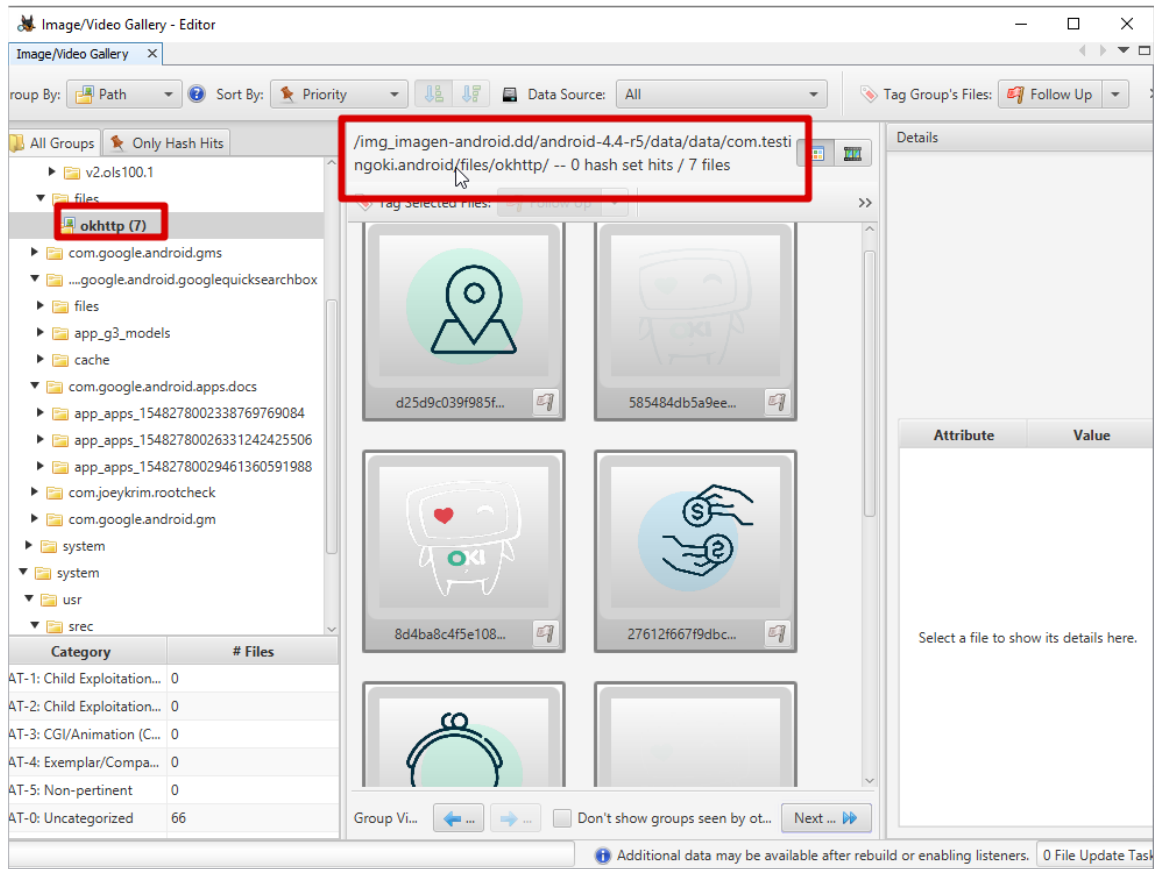 Image/Video Gallery - Editor
Image/Video Gallery X
roup By: Path Sort By: Priority Data Source: All Tag Group's Files: Follow Up
All Groups Only Hash Hits
v2.ols100.1
files
okhttp (7)
com.google.android.gms
....google.android.googlequicksearchbox
files
app_g3_models
cache
com.google.android.apps.docs
app_apps_1548278002338769769084
app_apps_15482780026331242425506
app_apps_15482780029461360591988
com.joeykrim.rootcheck
com.google.android.gm
system
system
usr
srec
Category # Files
AT-1: Child Exploitation... 0
AT-2: Child Exploitation... 0
AT-3: CGI/Animation (C... 0
AT-4: Exemplar/Compa... 0
AT-5: Non-pertinent 0
AT-0: Uncategorized 66
/img_imagen-android.dd/android-4.4-r5/data/data/com.testi
ngoki.android/files/okhttp/ -- 0 hash set hits / 7 files
Tag Selected Files: Follow Up
d25d9c039f985f...
OKI
585484db5a9ee...
OKI
8d4ba8c4f5e108...
$
27612f667f9dbc...
Group Vi... ... ... Don't show groups seen by ot... Next ...
Details
Attribute Value
Select a file to show its details here.
Additional data may be available after rebuild or enabling listeners. 0 File Update Task